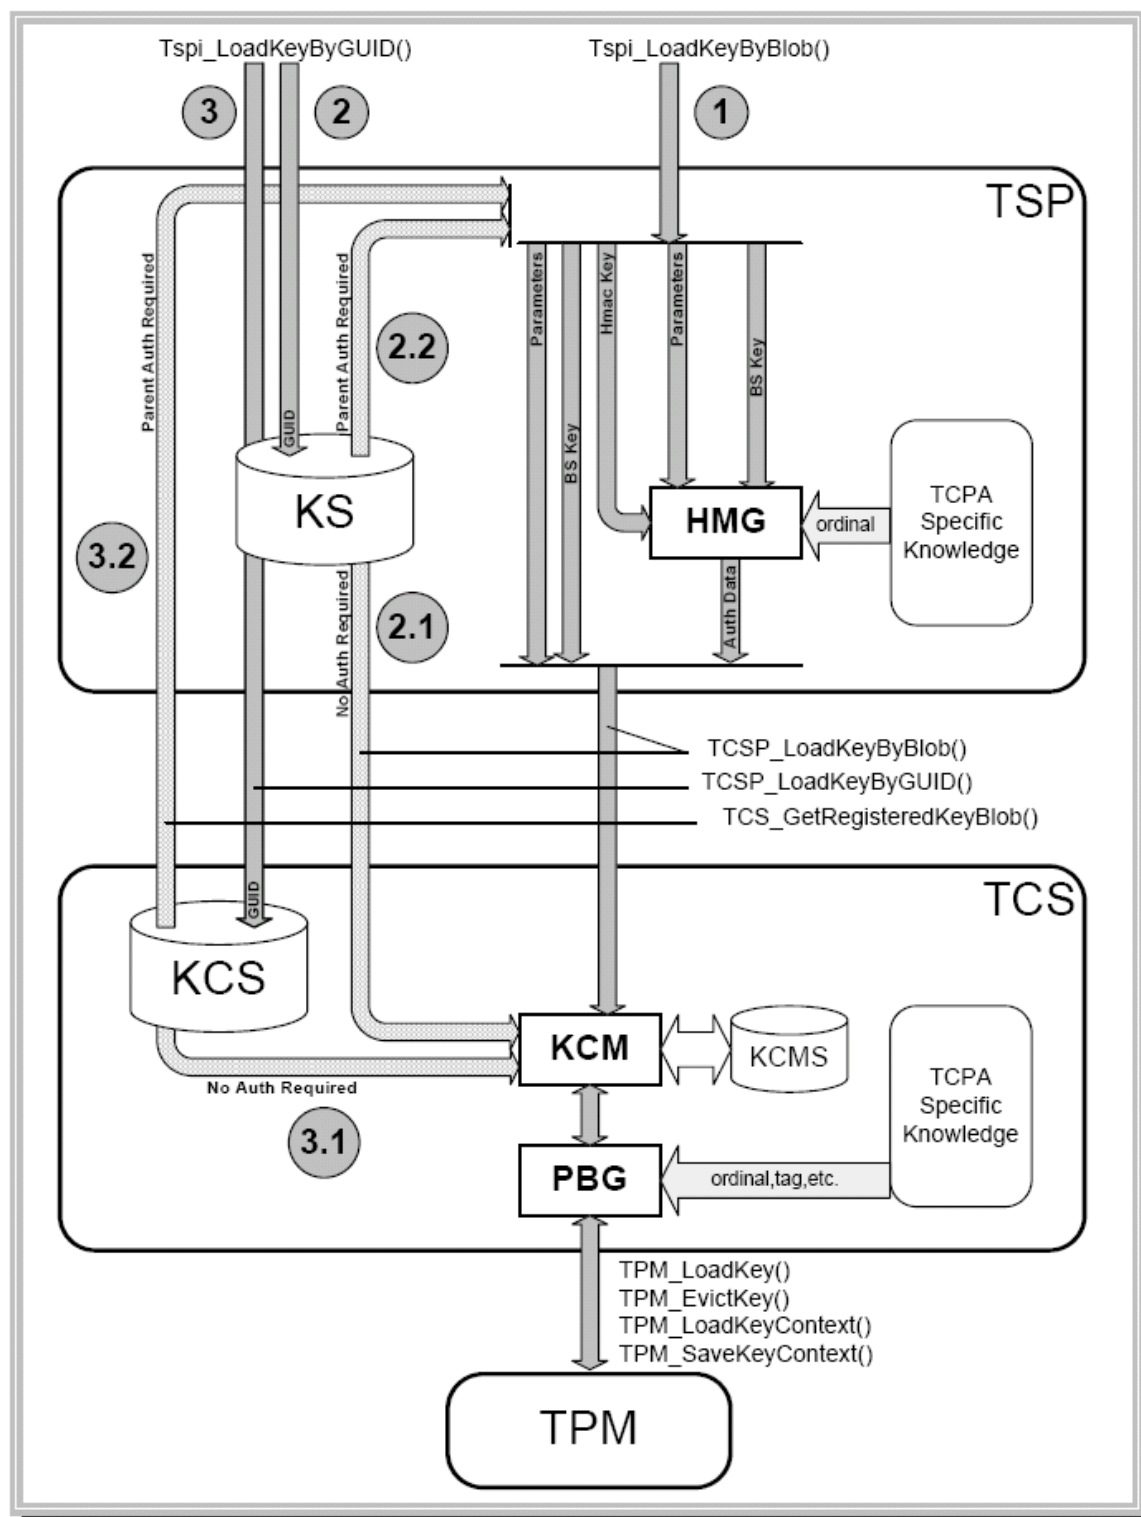 Tspi_LoadKeyByGUID()
Tspi_LoadKeyByBlob()
3
2
1
TSP
Parent Auth Required
Parent Auth Required
Parameters
Hmac Key
Parameters
BS Key
BS Key
2.2
GUID
KS
HMG
ordinal
TCPA
Specific
Knowledge
3.2
2.1
No Auth Required
Auth Data
TCSP_LoadKeyByBlob()
TCSP_LoadKeyByGUID()
TCS_GetRegisteredKeyBlob()
TCS
GUID
KCS
KCM
KCMS
No Auth Required
3.1
TCPA
Specific
Knowledge
PBG
ordinal,tag,etc.
TPM_LoadKey()
TPM_EvictKey()
TPM_LoadKeyContext()
TPM_SaveKeyContext()
TPM